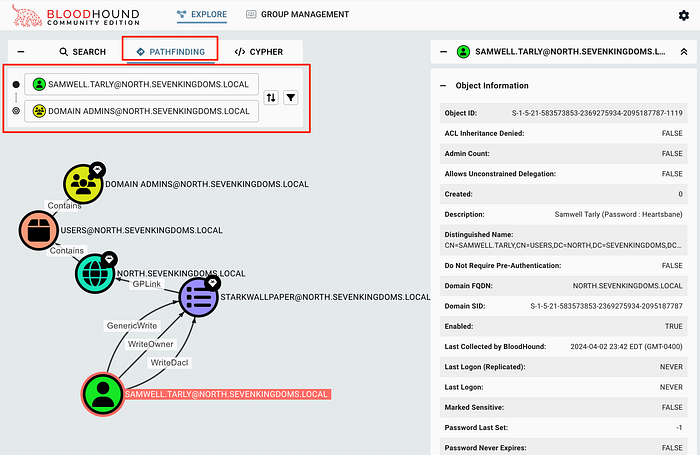 BLOODHOUND
COMMUNITY EDITION
EXPLORE
GROUP MANAGEMENT
SEARCH
PATHFINDING
CYPHER
SAMWELL.TARLY@NORTH.SEVENKINGDOMS.LOCAL
DOMAIN ADMINS@NORTH.SEVENKINGDOMS.LOCAL
DOMAIN ADMINS@NORTH.SEVENKINGDOMS.LOCAL
Contains
USERS@NORTH.SEVENKINGDOMS.LOCAL
Contains
NORTH.SEVENKINGDOMS.LOCAL
GPLink
STARKWALLPAPER@NORTH.SEVENKINGDOMS.LOCAL
GenericWrite
WriteOwner
WriteDacl
SAMWELL.TARLY@NORTH.SEVENKINGDOMS.LOCAL
SAMWELL.TARLY@NORTH.SEVENKINGDOMS.L...
Object Information
Object ID: S-1-5-21-583573853-2369275934-2095187787-1119
ACL Inheritance Denied: FALSE
Admin Count: FALSE
Allows Unconstrained Delegation: FALSE
Created: 0
Description: Samwell Tarly (Password : Heartsbane)
Distinguished Name:
CN=SAMWELL.TARLY,CN=USERS,DC=NORTH,DC=SEVENKINGDOMS,DC...
Do Not Require Pre-Authentication: FALSE
Domain FQDN: NORTH.SEVENKINGDOMS.LOCAL
Domain SID: S-1-5-21-583573853-2369275934-2095187787
Enabled: TRUE
Last Collected by BloodHound: 2024-04-02 23:42 EDT (GMT-0400)
Last Logon (Replicated): NEVER
Last Logon: NEVER
Marked Sensitive: FALSE
Password Last Set: -1
Password Never Expires: FALSE